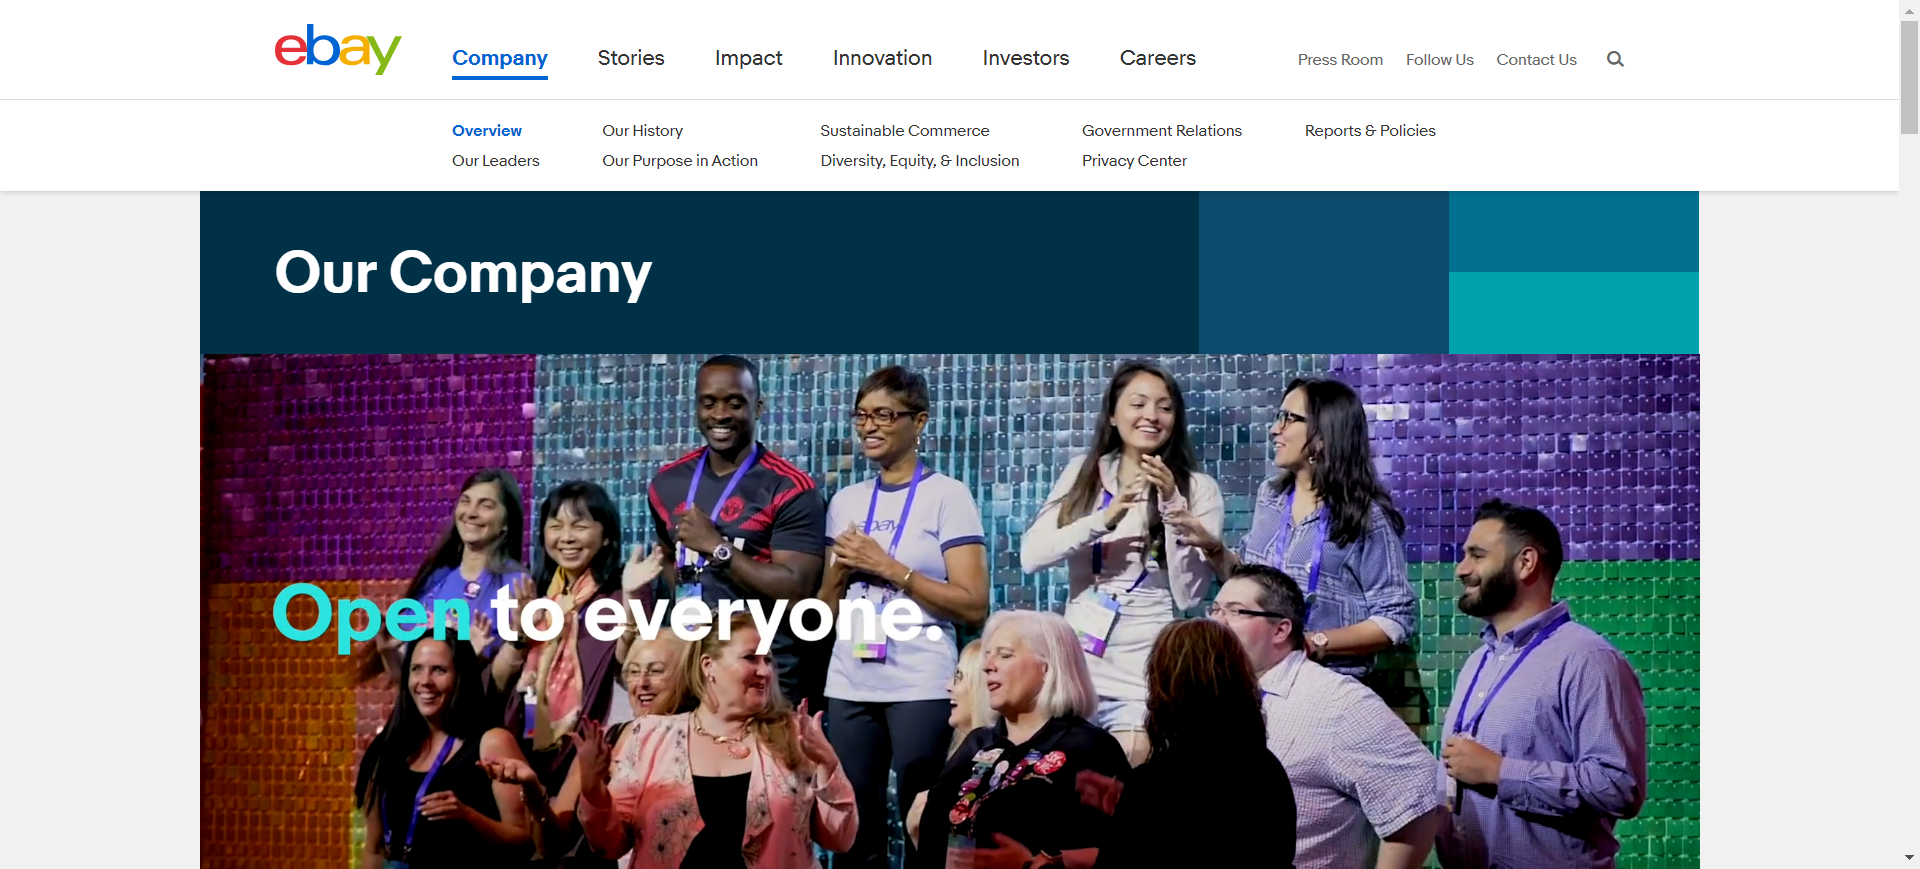 ebay
Company Stories Impact Innovation Investors Careers Press Room Follow Us Contact Us
Overview Our History Sustainable Commerce Government Relations Reports & Policies
Our Leaders Our Purpose in Action Diversity, Equity, & Inclusion Privacy Center
Our Company
ebay
Open to everyone.